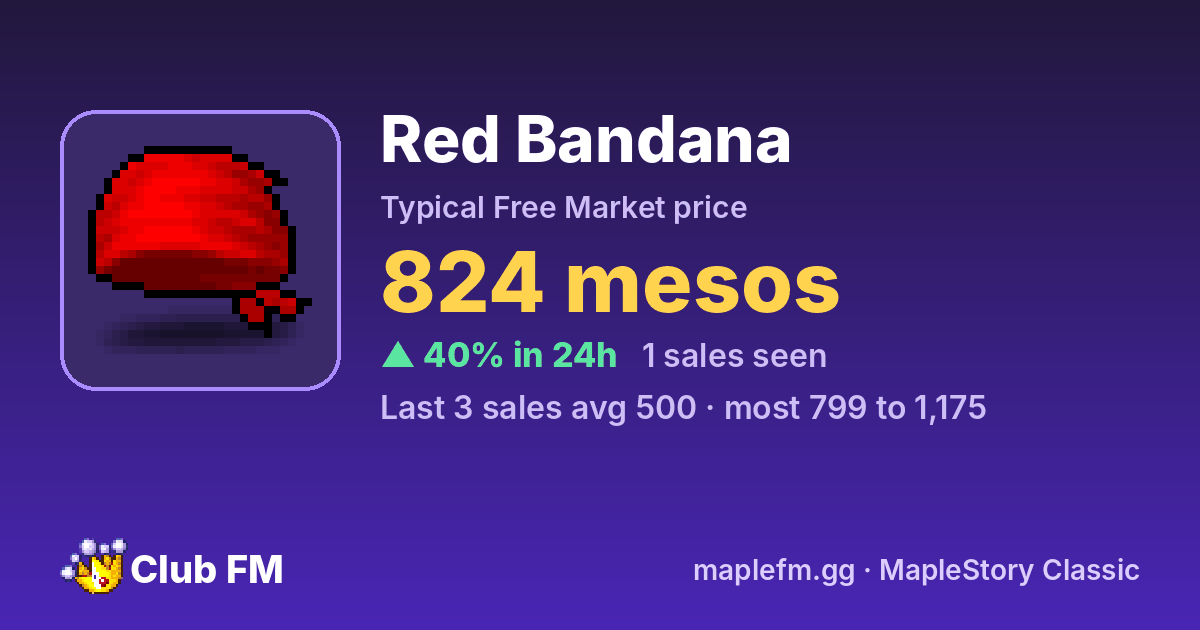 Red Bandana
Typical Free Market price
824 mesos
▲ 40% in 24h 1 sales seen
Last 3 sales avg 500 · most 799 to 1,175
Club FM
maplefm.gg · MapleStory Classic